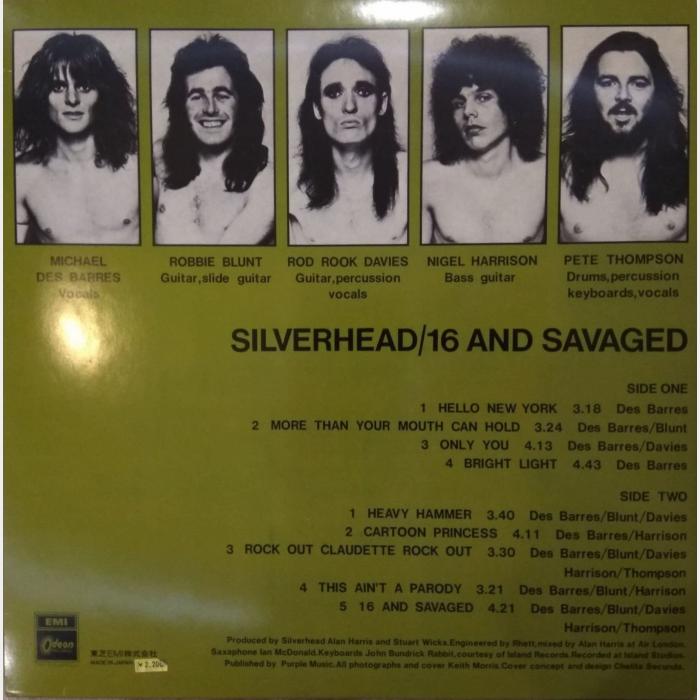 MICHAEL
DES BARRES
Vocals
ROBBIE BLUNT
Guitar,slide guitar
ROD ROOK DAVIES
Guitar,percussion
vocals
NIGEL HARRISON
Bass guitar
PETE THOMPSON
Drums,percussion
keyboards,vocals
SILVERHEAD/16 AND SAVAGED
SIDE ONE
1 HELLO NEW YORK 3.18 Des Barres
2 MORE THAN YOUR MOUTH CAN HOLD 3.24 Des Barres/Blunt
3 ONLY YOU 4.13 Des Barres/Davies
4 BRIGHT LIGHT 4.43 Des Barres
SIDE TWO
1 HEAVY HAMMER 3.40 Des Barres/Blunt/Davies
2 CARTOON PRINCESS 4.11 Des Barres/Harrison
3 ROCK OUT CLAUDETTE ROCK OUT 3.30 Des Barres/Blunt/Davies
Harrison/Thompson
4 THIS AIN'T A PARODY 3.21 Des Barres/Blunt/Harrison
5 16 AND SAVAGED 4.21 Des Barres/Blunt/Davies
Harrison/Thompson
Produced by Silverhead Alan Harris and Stuart Wicks.Engineered by Rhett,mixed by Alan Harris at Air London.
Saxaphone Ian McDonald.Keyboards John Bundrick Rabbit,courtesy of Island Records.Recorded at Island Studios.
Published by Purple Music.All photographs and cover Keith Morris.Cover concept and design Chelita Secunda.
EMI
Odeon
東芝EMI株式会社
MADE IN JAPAN ¥2,200